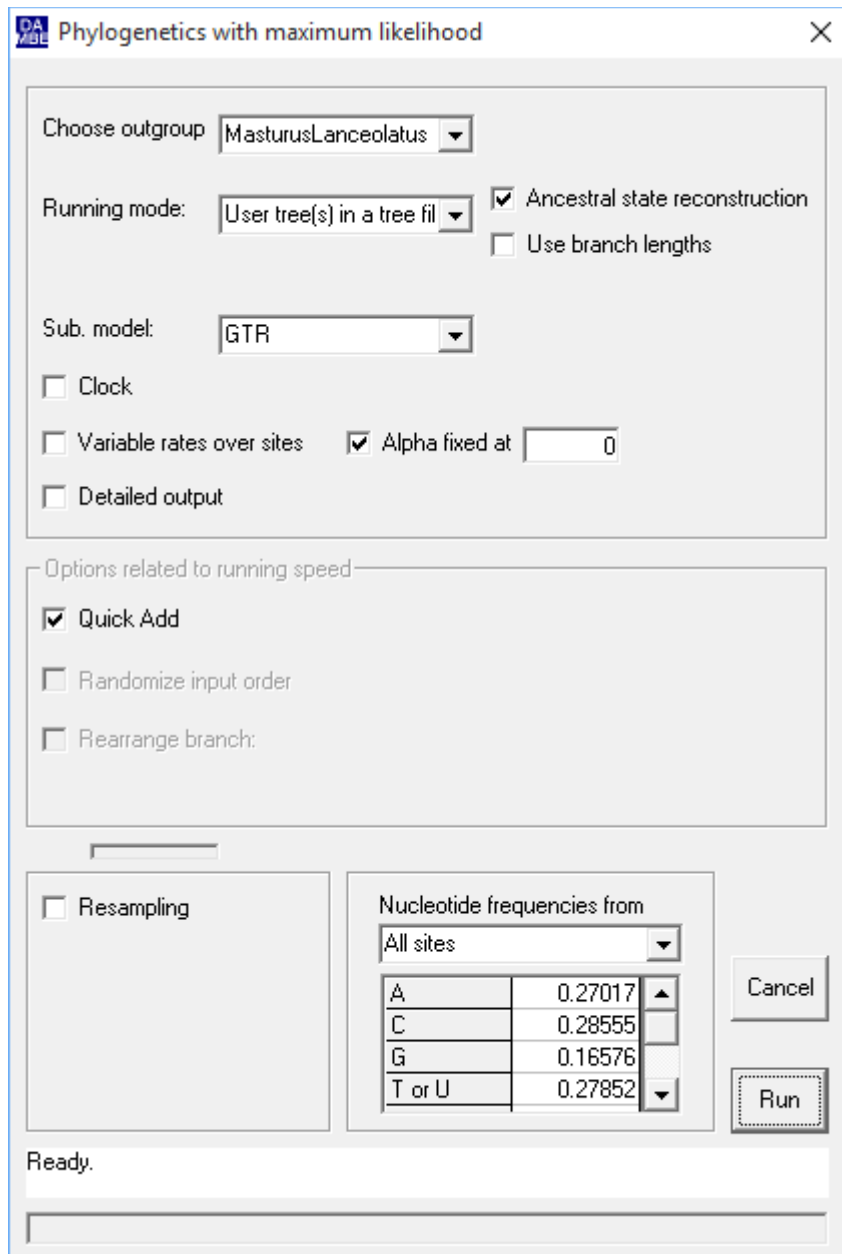 DA
MBE
Phylogenetics with maximum likelihood
Choose outgroup MasturusLanceolatus
Running mode: User tree(s) in a tree fil
Ancestral state reconstruction
Use branch lengths
Sub. model: GTR
Clock
Variable rates over sites Alpha fixed at 0
Detailed output
Options related to running speed
Quick Add
Randomize input order
Rearrange branch:
Resampling
Nucleotide frequencies from
All sites
A 0.27017
C 0.28555
G 0.16576
T or U 0.27852
Cancel
Run
Ready.